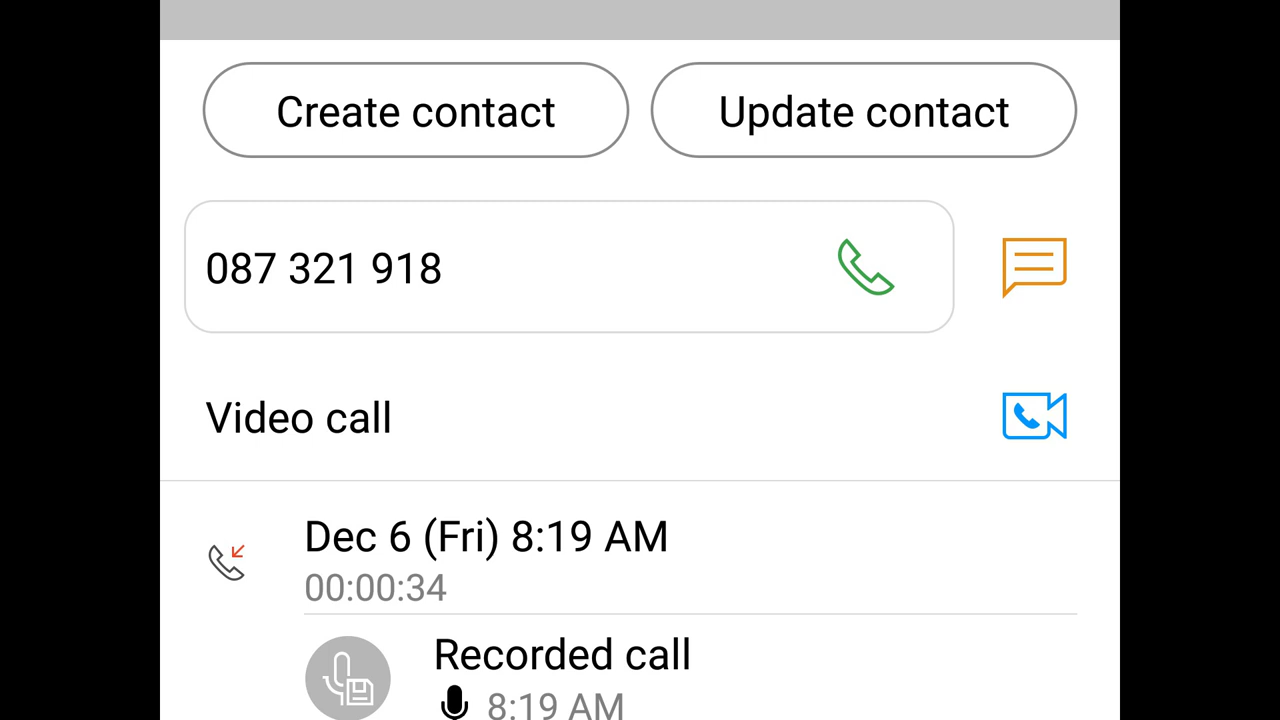 Create contact Update contact
087 321 918
Video call
Dec 6 (Fri) 8:19 AM
00:00:34
Recorded call
8:19 AM